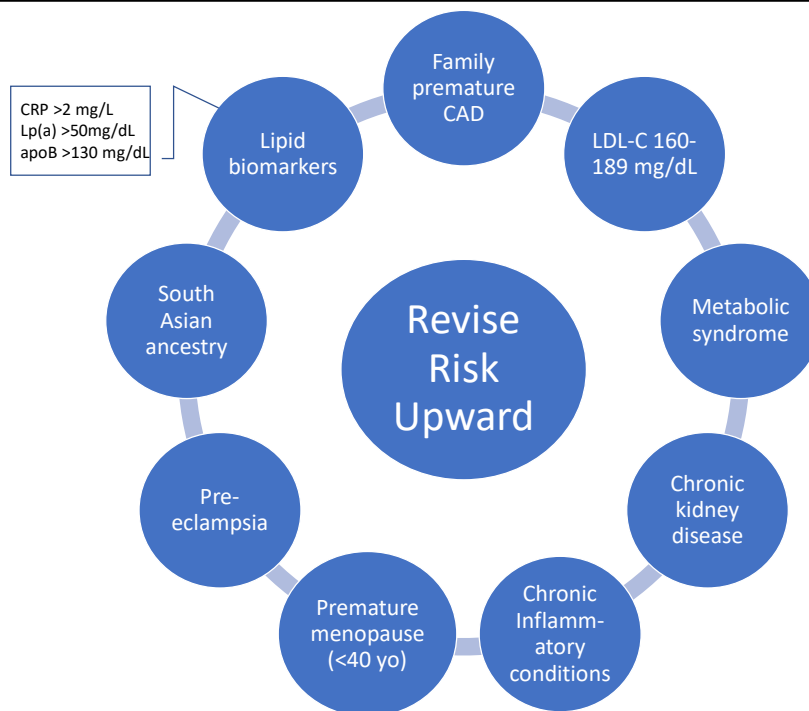 Family
premature
CAD
CRP >2 mg/L
Lp(a) >50mg/dL
apoB >130 mg/dL
Lipid
biomarkers
LDL-C 160-
189 mg/dL
South
Asian
ancestry
Metabolic
syndrome
Revise
Risk
Upward
Pre-
eclampsia
Chronic
kidney
disease
Premature
menopause
(<40 yo)
Chronic
Inflamm-
atory
conditions